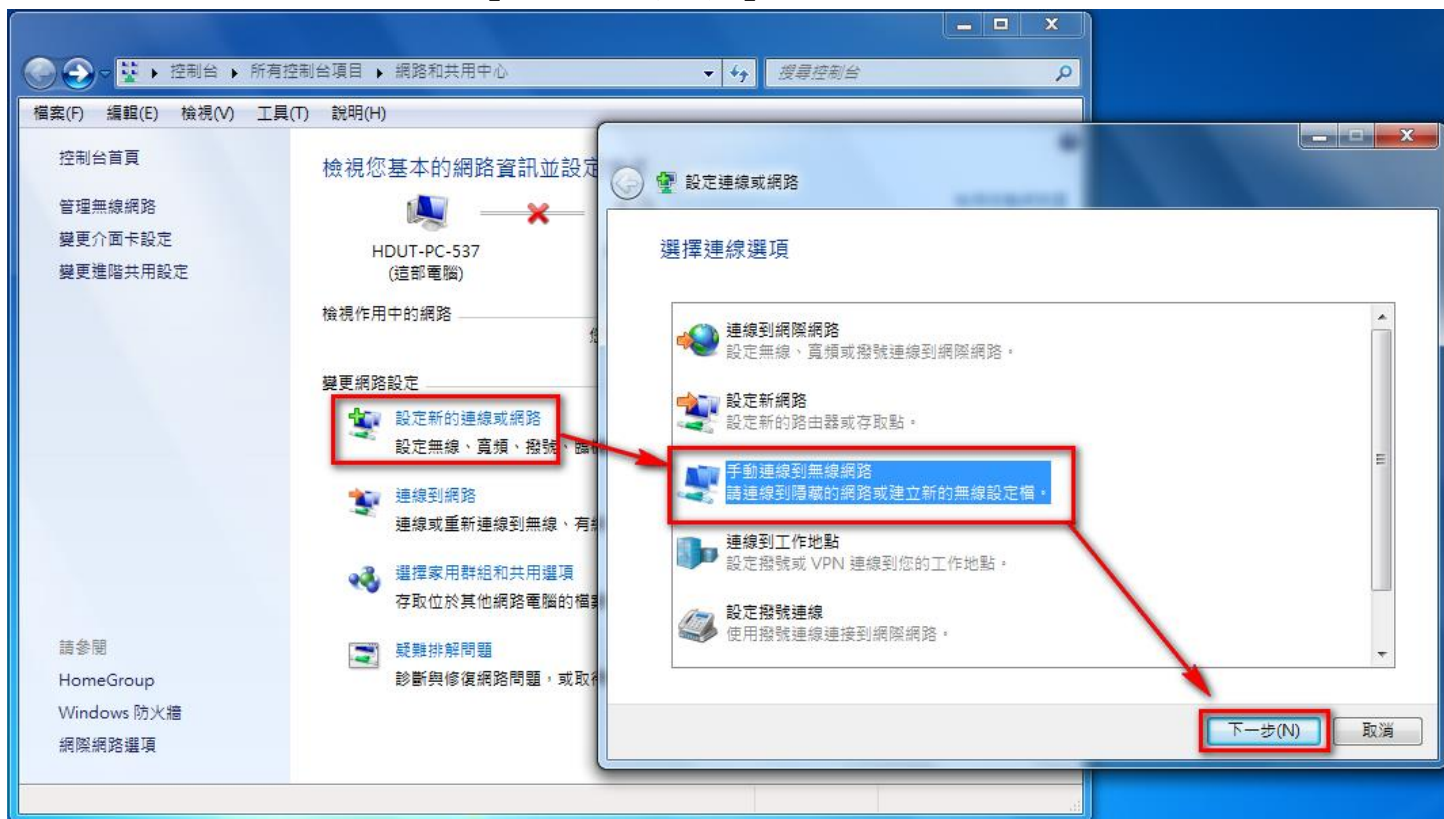 控制台 ▸ 所有控制台項目 ▸ 網路和共用中心
搜尋控制台
檔案(F) 編輯(E) 檢視(V) 工具(T) 說明(H)
控制台首頁
管理無線網路
變更介面卡設定
變更進階共用設定
請參閱
HomeGroup
Windows 防火牆
網際網路選項
檢視您基本的網路資訊並設定
HDUT-PC-537
(這部電腦)
檢視作用中的網路
變更網路設定
設定新的連線或網路
設定無線、寬頻、撥號、臨
連線到網路
連線或重新連線到無線、有
選擇家用群組和共用選項
存取位於其他網路電腦的檔
疑難排解問題
診斷與修復網路問題，或取
設定連線或網路
選擇連線選項
連線到網際網路
設定無線、寬頻或撥號連線到網際網路。
設定新網路
設定新的路由器或存取點。
手動連線到無線網路
請連線到隱藏的網路或建立新的無線設定檔。
連線到工作地點
設定撥號或 VPN 連線到您的工作地點。
設定撥號連線
使用撥號連線連接到網際網路。
下一步(N) 取消